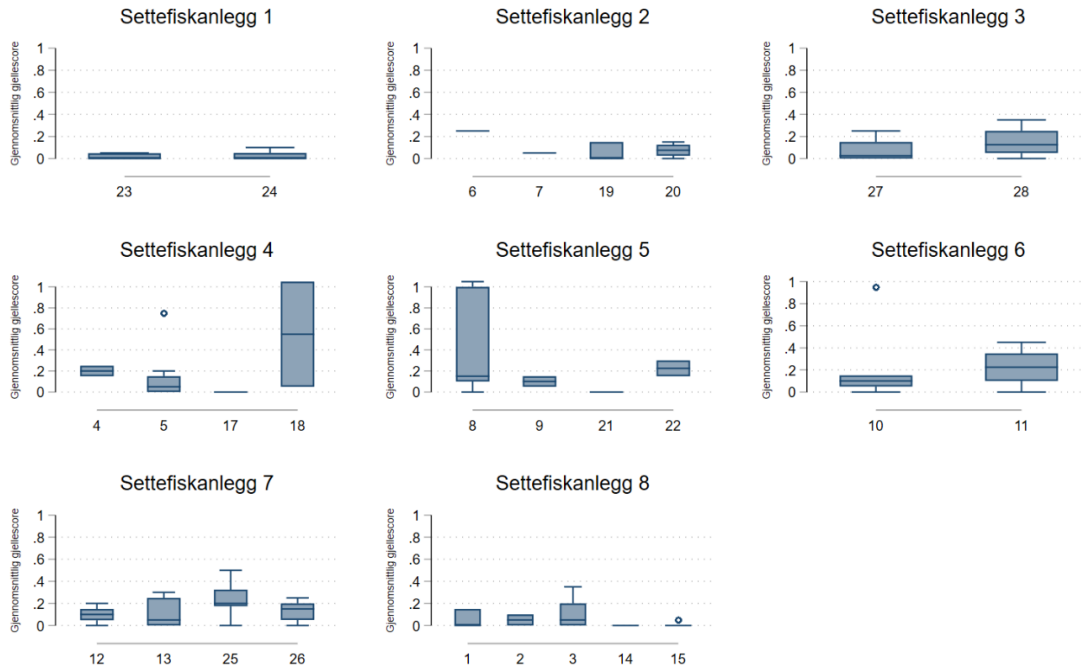 Settefiskanlegg 1
Gjennomsnittlig gjellescore
1
.8
.6
.4
.2
0
23 24
Settefiskanlegg 2
Gjennomsnittlig gjellescore
1
.8
.6
.4
.2
0
6 7 19 20
Settefiskanlegg 3
Gjennomsnittlig gjellescore
1
.8
.6
.4
.2
0
27 28
Settefiskanlegg 4
Gjennomsnittlig gjellescore
1
.8
.6
.4
.2
0
4 5 17 18
Settefiskanlegg 5
Gjennomsnittlig gjellescore
1
.8
.6
.4
.2
0
8 9 21 22
Settefiskanlegg 6
Gjennomsnittlig gjellescore
1
.8
.6
.4
.2
0
10 11
Settefiskanlegg 7
Gjennomsnittlig gjellescore
1
.8
.6
.4
.2
0
12 13 25 26
Settefiskanlegg 8
Gjennomsnittlig gjellescore
1
.8
.6
.4
.2
0
1 2 3 14 15